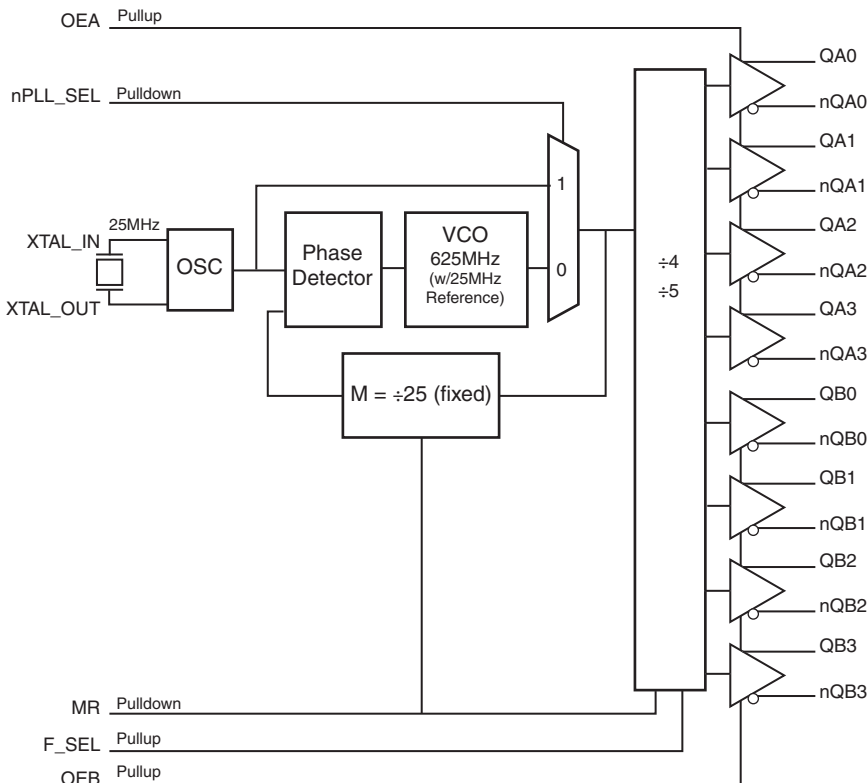 OEA Pullup
QA0
nPLL_SEL Pulldown
nQA0
QA1
1
nQA1
25MHz
XTAL_IN
OSC
XTAL_OUT
Phase
Detector
VCO
625MHz
(w/25MHz
Reference)
0
÷4
÷5
QA2
nQA2
QA3
nQA3
M = ÷25 (fixed)
QB0
nQB0
QB1
nQB1
QB2
nQB2
QB3
nQB3
MR Pulldown
F_SEL Pullup
OEB Pullup